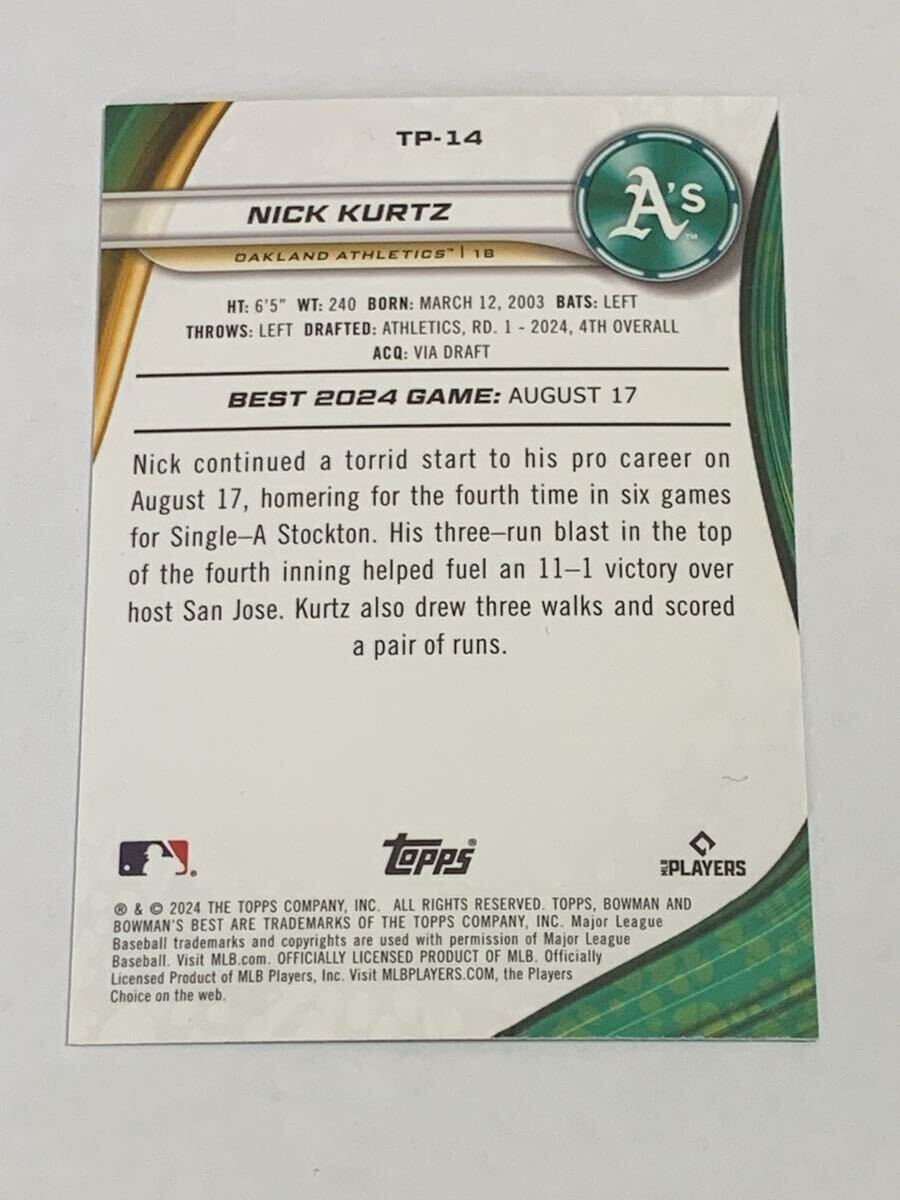 TP-14
A's™
NICK KURTZ
OAKLAND ATHLETICS™ | 1B
HT: 6'5" WT: 240 BORN: MARCH 12, 2003 BATS: LEFT
THROWS: LEFT DRAFTED: ATHLETICS, RD. 1 - 2024, 4TH OVERALL
ACQ: VIA DRAFT
BEST 2024 GAME: AUGUST 17
Nick continued a torrid start to his pro career on
August 17, homering for the fourth time in six games
for Single–A Stockton. His three–run blast in the top
of the fourth inning helped fuel an 11–1 victory over
host San Jose. Kurtz also drew three walks and scored
a pair of runs.
Topps®
MLB PLAYERS
® & © 2024 THE TOPPS COMPANY, INC. ALL RIGHTS RESERVED. TOPPS, BOWMAN AND
BOWMAN'S BEST ARE TRADEMARKS OF THE TOPPS COMPANY, INC. Major League
Baseball trademarks and copyrights are used with permission of Major League
Baseball. Visit MLB.com. OFFICIALLY LICENSED PRODUCT OF MLB. Officially
Licensed Product of MLB Players, Inc. Visit MLBPLAYERS.COM, the Players
Choice on the web.